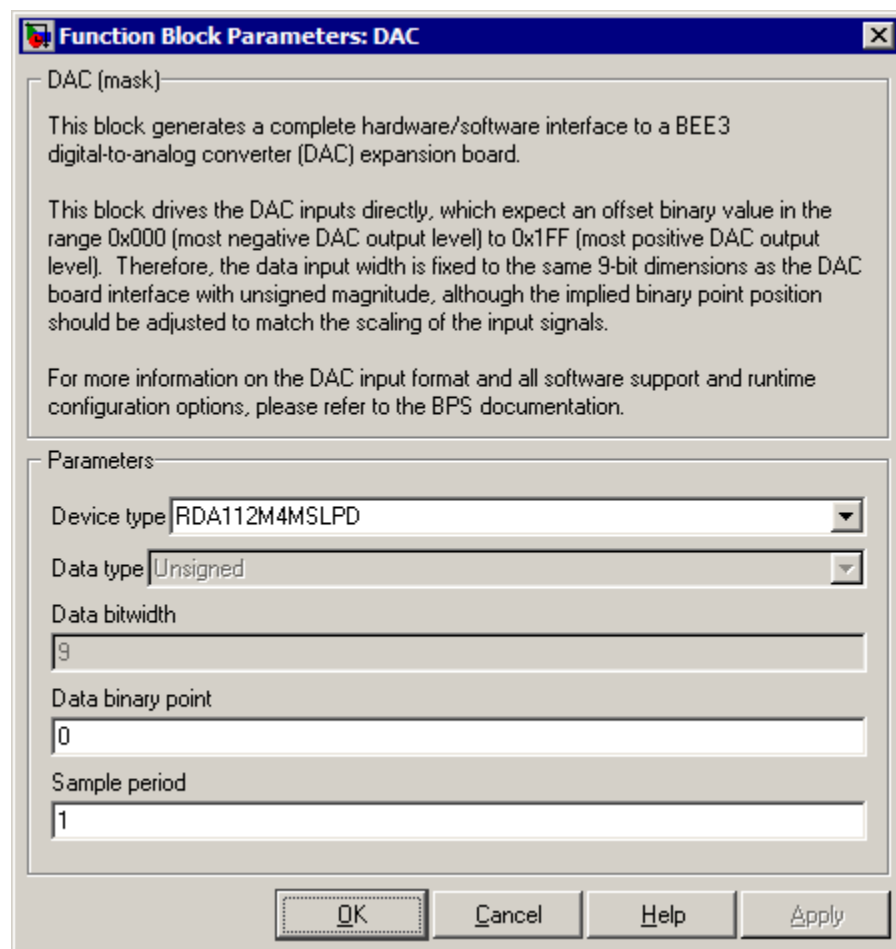 Function Block Parameters: DAC
DAC (mask)
This block generates a complete hardware/software interface to a BEE3
digital-to-analog converter (DAC) expansion board.
This block drives the DAC inputs directly, which expect an offset binary value in the
range 0x000 (most negative DAC output level) to 0x1FF (most positive DAC output
level).  Therefore, the data input width is fixed to the same 9-bit dimensions as the DAC
board interface with unsigned magnitude, although the implied binary point position
should be adjusted to match the scaling of the input signals.
For more information on the DAC input format and all software support and runtime
configuration options, please refer to the BPS documentation.
Parameters
Device type RDA112M4MSLPD
Data type Unsigned
Data bitwidth
9
Data binary point
0
Sample period
1
OK Cancel Help Apply